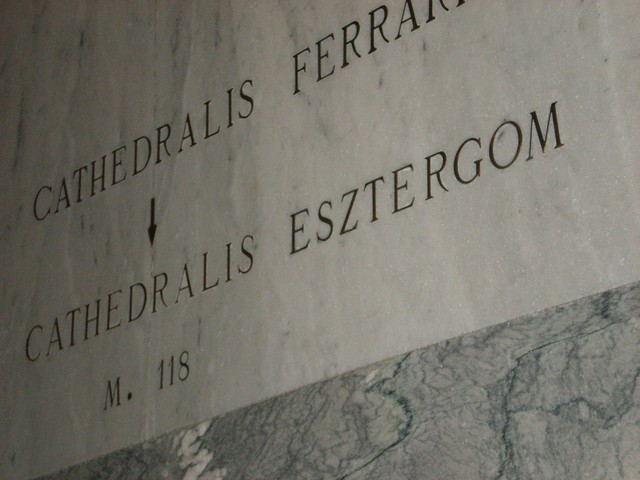 CATHEDRALIS
↓
CATHEDRALIS ESZTERGOM
M. 118